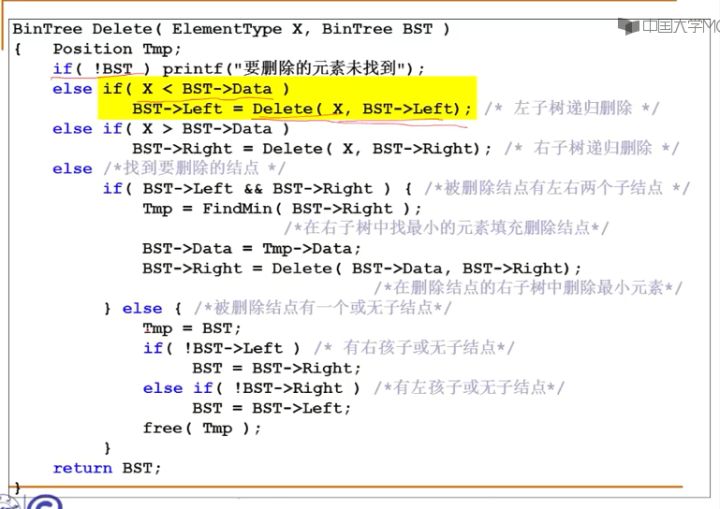 中国大学MO
BinTree Delete( ElementType X, BinTree BST )
{   Position Tmp;
    if( !BST ) printf("要删除的元素未找到");
    else if( X < BST->Data )
            BST->Left = Delete( X, BST->Left); /* 左子树递归删除 */
    else if( X > BST->Data )
            BST->Right = Delete( X, BST->Right); /* 右子树递归删除 */
    else /*找到要删除的结点 */
         if( BST->Left && BST->Right ) { /*被删除结点有左右两个子结点 */
             Tmp = FindMin( BST->Right );
                           /*在右子树中找最小的元素填充删除结点*/
             BST->Data = Tmp->Data;
             BST->Right = Delete( BST->Data, BST->Right);
                                    /*在删除结点的右子树中删除最小元素*/
         } else { /*被删除结点有一个或无子结点*/
             Tmp = BST;
             if( !BST->Left ) /* 有右孩子或无子结点*/
                  BST = BST->Right;
             else if( !BST->Right ) /*有左孩子或无子结点*/
                  BST = BST->Left;
             free( Tmp );
         }
    return BST;
}